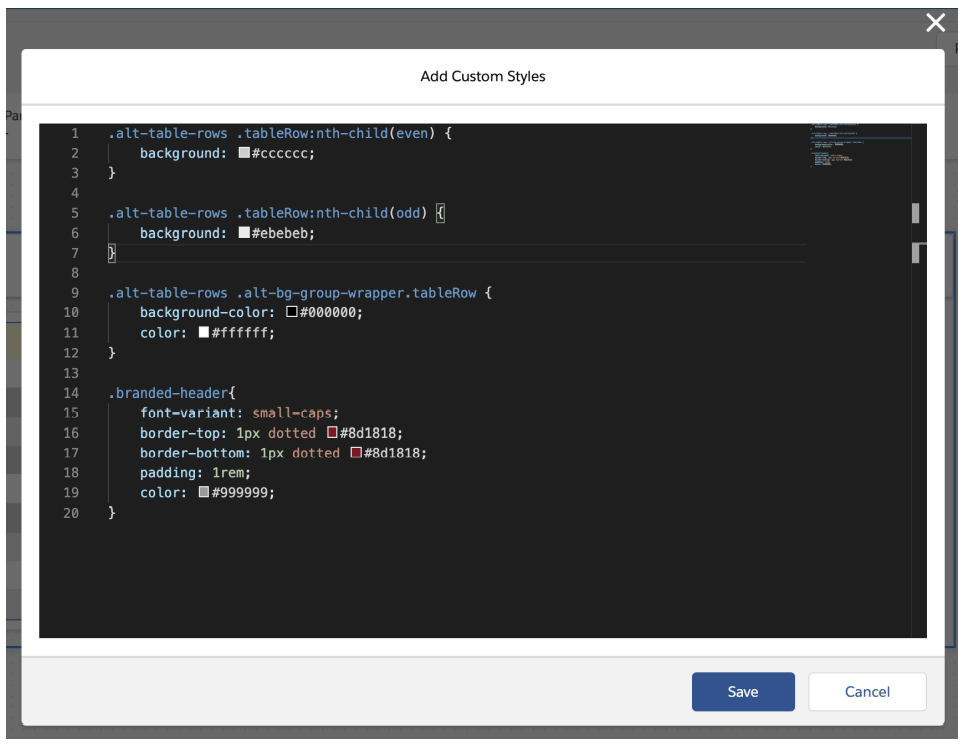 Add Custom Styles
Pa
1 .alt-table-rows .tableRow:nth-child(even) {
2 background: #cccccc;
3 }
4
5 .alt-table-rows .tableRow:nth-child(odd) {
6 background: #ebebeb;
7 }
8
9 .alt-table-rows .alt-bg-group-wrapper.tableRow {
10 background-color: #000000;
11 color: #ffffff;
12 }
13
14 .branded-header{
15 font-variant: small-caps;
16 border-top: 1px dotted #8d1818;
17 border-bottom: 1px dotted #8d1818;
18 padding: 1rem;
19 color: #999999;
20 }
Save Cancel